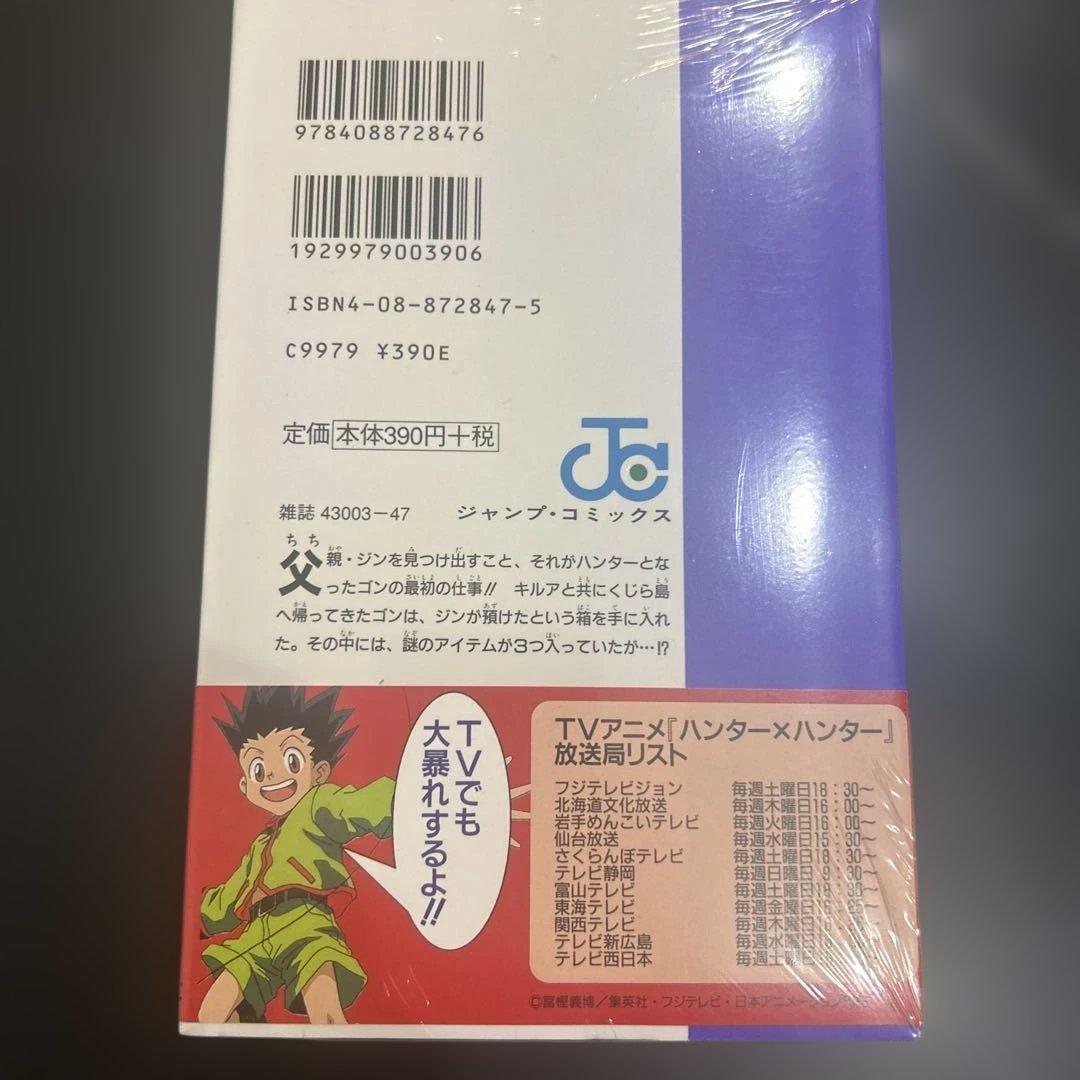 9784088728476
1929979003906
ISBN4-08-872847-5
C9979 ¥390E
定価 本体390円+税
JC
雑誌 43003-47
ジャンプ・コミックス
父親・ジンを見つけ出すこと、それがハンターとな
ったゴンの最初の仕事!! キルアと共にくじら島
へ帰ってきたゴンは、ジンが預けたという箱を手に入れ
た。その中には、謎のアイテムが3つ入っていたが…!?
TVでも
大暴れするよ!!
TVアニメ『ハンター×ハンター』
放送局リスト
フジテレビジョン 毎週土曜日18:30~
北海道文化放送 毎週木曜日16:00~
岩手めんこいテレビ 毎週火曜日16:00~
仙台放送 毎週水曜日15:30~
さくらんぼテレビ 毎週土曜日18:30~
テレビ静岡 毎週日曜日 9:30~
富山テレビ 毎週土曜日18:30~
東海テレビ 毎週金曜日
関西テレビ 毎週木曜日
テレビ新広島 毎週水曜日
テレビ西日本 毎週土曜日
©冨樫義博/集英社・フジテレビ・日本アニメーション